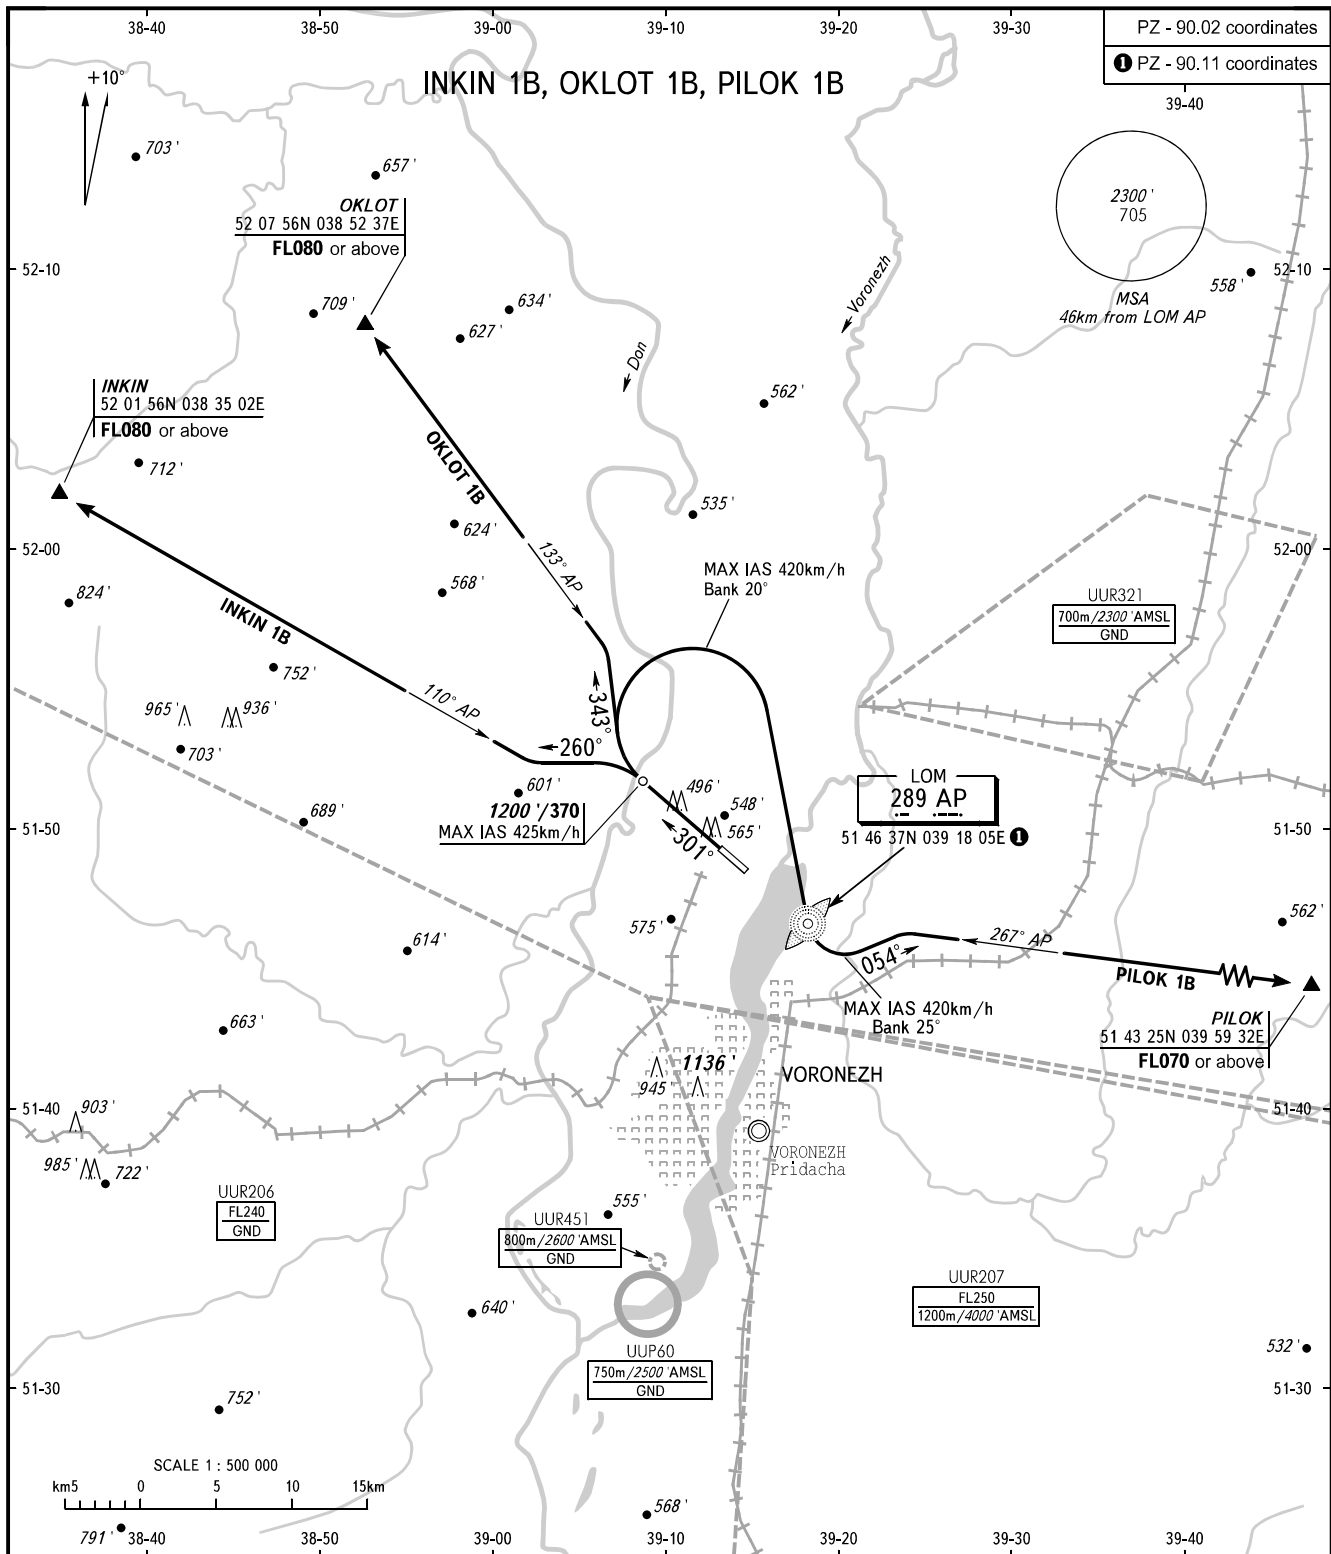 38-40
38-50
39-00
39-10
39-20
39-30
PZ - 90.02 coordinates
❶ PZ - 90.11 coordinates
39-40
+10°
INKIN 1B, OKLOT 1B, PILOK 1B
703'
657'
2300'
705
MSA
46km from LOM AP
OKLOT
52 07 56N 038 52 37E
FL080 or above
52-10
52-10
558'
Voronezh
709'
634'
627'
Don
INKIN
52 01 56N 038 35 02E
FL080 or above
562'
OKLOT 1B
712'
535'
624'
52-00
52-00
133° AP
MAX IAS 420km/h
Bank 20°
568'
824'
UUR321
700m/2300'AMSL
GND
INKIN 1B
752'
110° AP
343°
965'
936'
703'
260°
601'
496'
LOM
289 AP
51 46 37N 039 18 05E ❶
1200'/370
MAX IAS 425km/h
548'
565'
301°
689'
51-50
51-50
575'
562'
614'
054°
267° AP
PILOK 1B
MAX IAS 420km/h
Bank 25°
663'
PILOK
51 43 25N 039 59 32E
FL070 or above
945'
1136'
VORONEZH
903'
51-40
51-40
VORONEZH
Pridacha
985'
722'
UUR206
FL240
GND
555'
UUR451
800m/2600'AMSL
GND
UUR207
FL250
1200m/4000'AMSL
640'
UUP60
750m/2500'AMSL
GND
532'
51-30
51-30
752'
SCALE 1 : 500 000
km5
0
5
10
15km
568'
791'
38-40
38-50
39-00
39-10
39-20
39-30
39-40